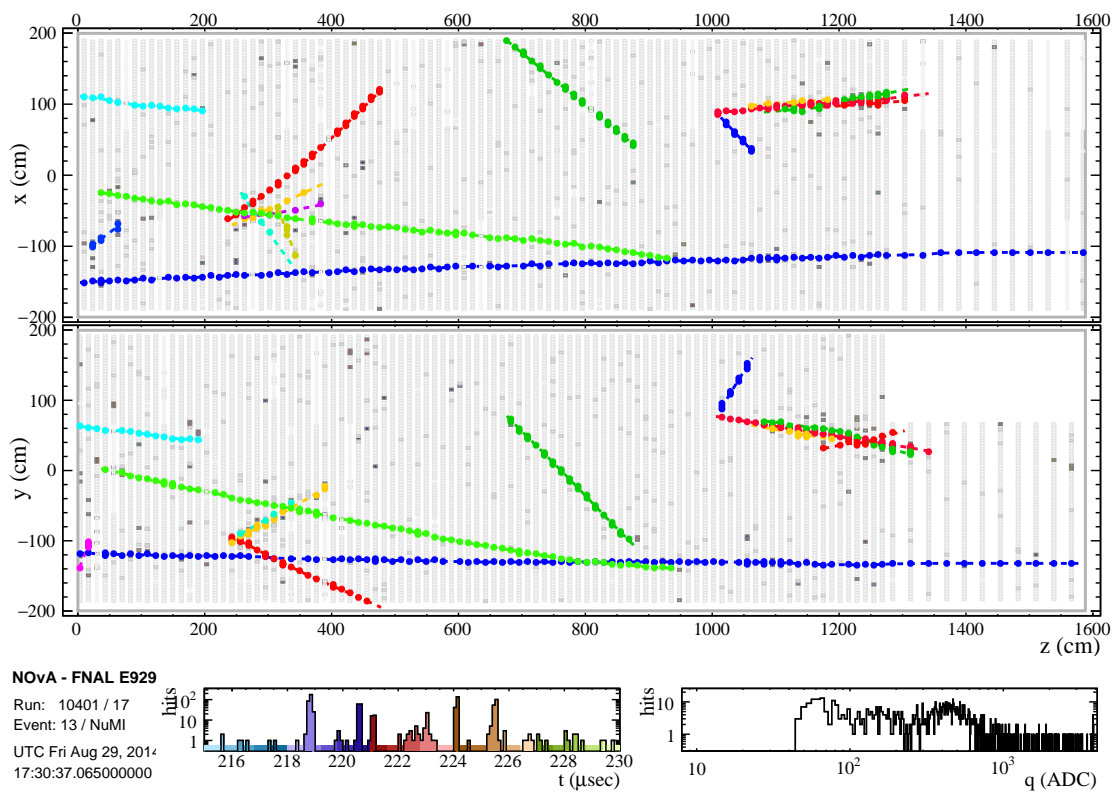 0 200 400 600 800 1000 1200 1400 1600
200
100
0
−100
−200
x (cm)
200
100
0
−100
−200
y (cm)
0 200 400 600 800 1000 1200 1400 1600
z (cm)
NOvA - FNAL E929
Run: 10401 / 17
Event: 13 / NuMI
UTC Fri Aug 29, 2014
17:30:37.065000000
hits
10²
10
1
216 218 220 222 224 226 228 230
t (μsec)
hits
10
1
10 10² 10³
q (ADC)